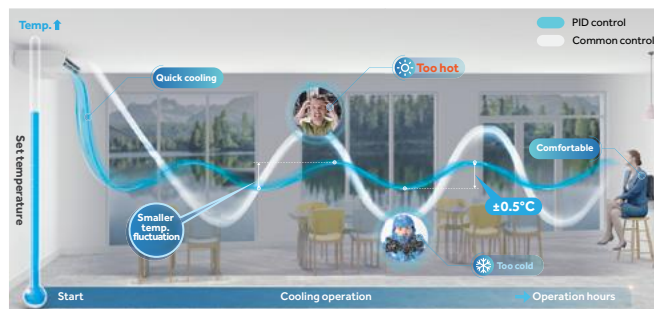 Temp.
PID control
Common control
Quick cooling
Too hot
Set temperature
Comfortable
Smaller
temp.
fluctuation
±0.5°C
Too cold
Start
Cooling operation
Operation hours